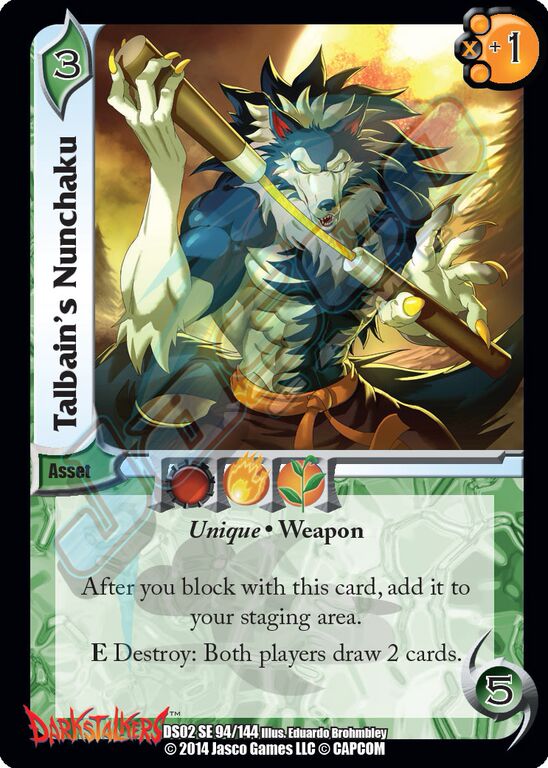 3
X + 1
Talbain's Nunchaku
Asset
Unique • Weapon
After you block with this card, add it to
your staging area.
E Destroy: Both players draw 2 cards.
5
DARKSTALKERS™
DS02 SE 94/144 Illus. Eduardo Brohmbley
© 2014 Jasco Games LLC © CAPCOM